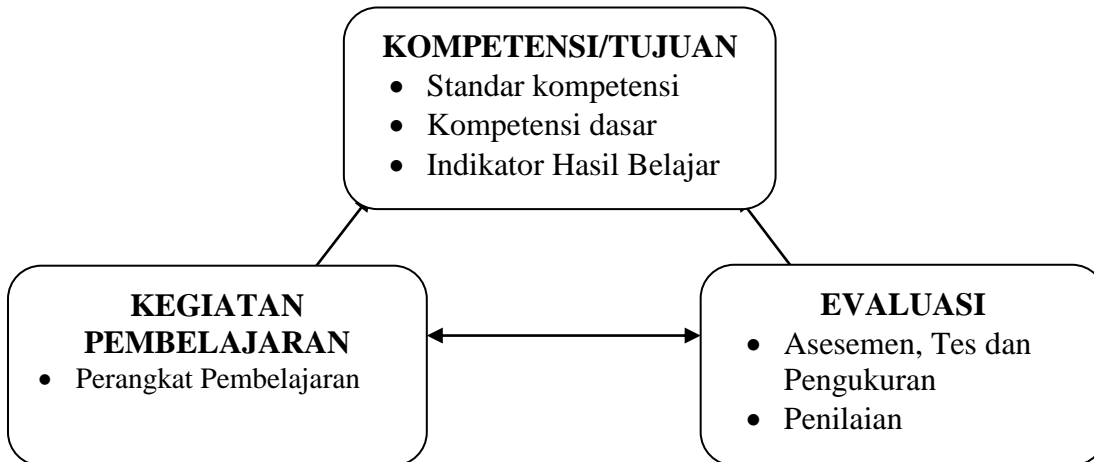 KOMPETENSI/TUJUAN
• Standar kompetensi
• Kompetensi dasar
• Indikator Hasil Belajar
KEGIATAN
PEMBELAJARAN
• Perangkat Pembelajaran
EVALUASI
• Asesemen, Tes dan
Pengukuran
• Penilaian